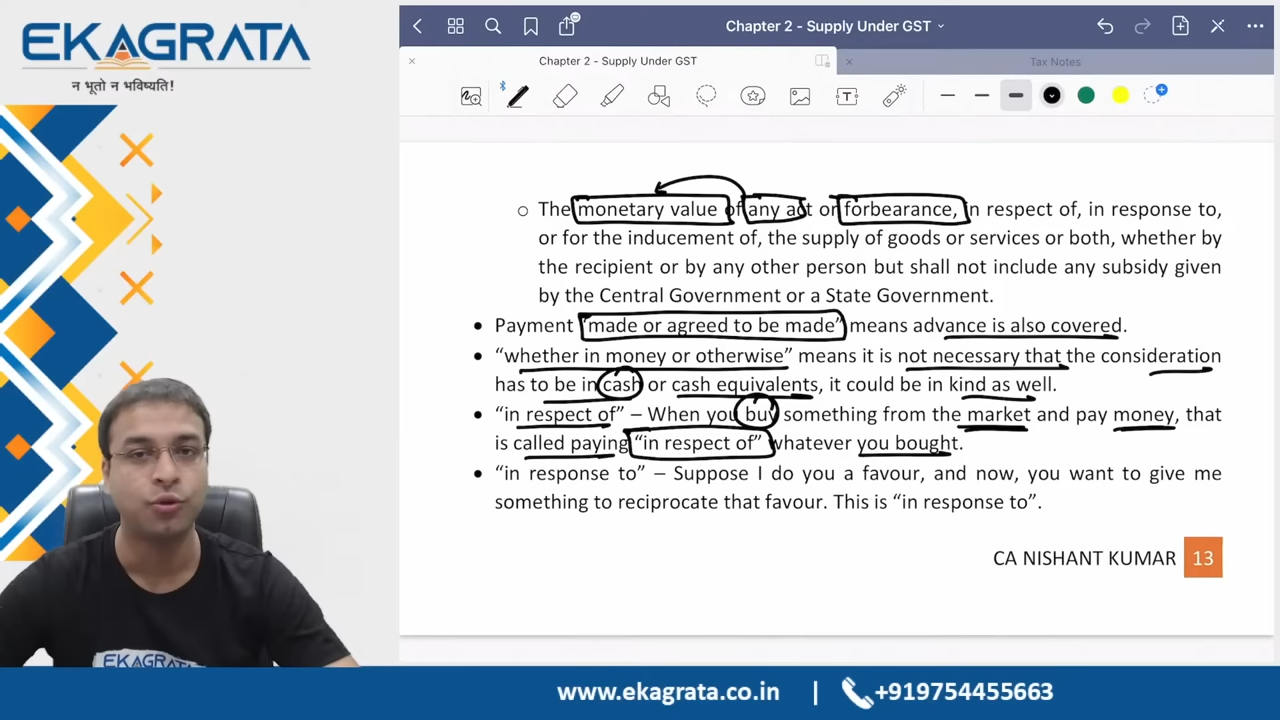 EKAGRATA
न भूतो न भविष्यति!
Chapter 2 - Supply Under GST
Chapter 2 - Supply Under GST
Tax Notes
○ The monetary value of any act or forbearance, in respect of, in response to,
or for the inducement of, the supply of goods or services or both, whether by
the recipient or by any other person but shall not include any subsidy given
by the Central Government or a State Government.
• Payment “made or agreed to be made” means advance is also covered.
• “whether in money or otherwise” means it is not necessary that the consideration
has to be in cash or cash equivalents, it could be in kind as well.
• “in respect of” – When you buy something from the market and pay money, that
is called paying “in respect of” whatever you bought.
• “in response to” – Suppose I do you a favour, and now, you want to give me
something to reciprocate that favour. This is “in response to”.
CA NISHANT KUMAR 13
EKAGRATA
www.ekagrata.co.in | +919754455663